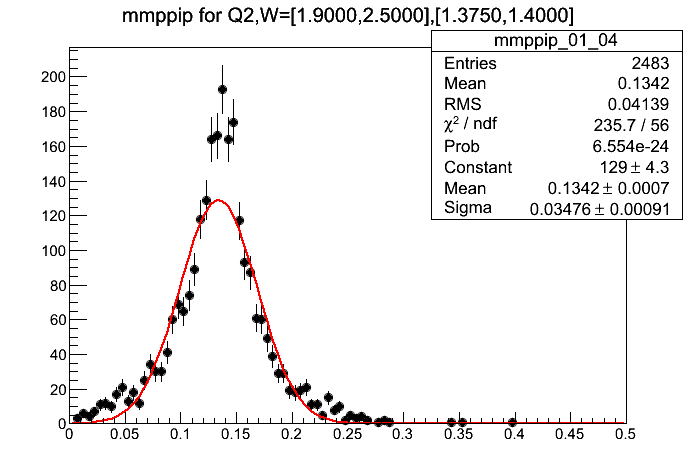 mmppip for Q2,W=[1.9000,2.5000],[1.3750,1.4000]
mmppip_01_04
Entries 2483
Mean 0.1342
RMS 0.04139
χ² / ndf 235.7 / 56
Prob 6.554e-24
Constant 129 ± 4.3
Mean 0.1342 ± 0.0007
Sigma 0.03476 ± 0.00091
200
180
160
140
120
100
80
60
40
20
0
0 0.05 0.1 0.15 0.2 0.25 0.3 0.35 0.4 0.45 0.5